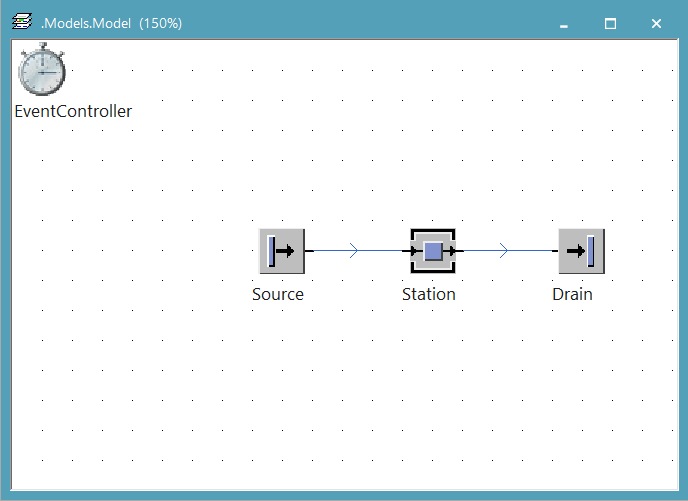 .Models.Model (150%)
EventController
Source
Station
Drain